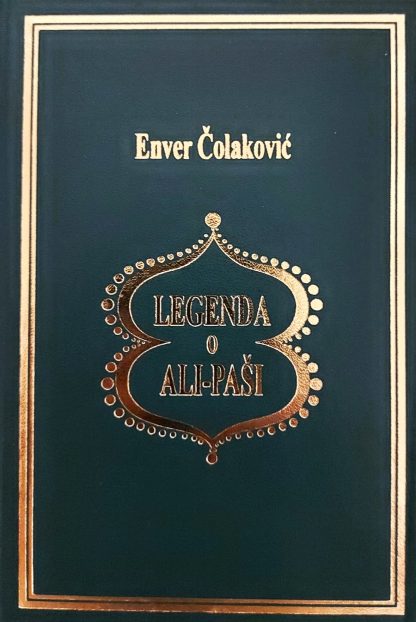 Enver Čolaković
LEGENDA
O
ALI-PAŠI